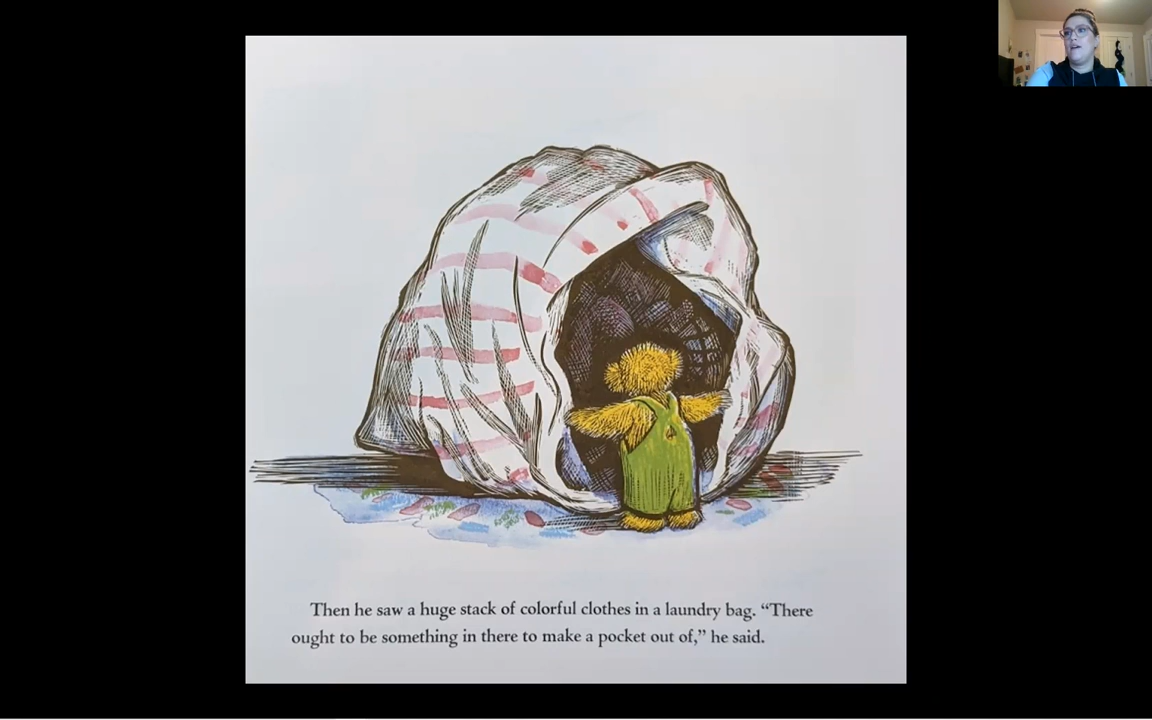 Then he saw a huge stack of colorful clothes in a laundry bag. “There
ought to be something in there to make a pocket out of,” he said.